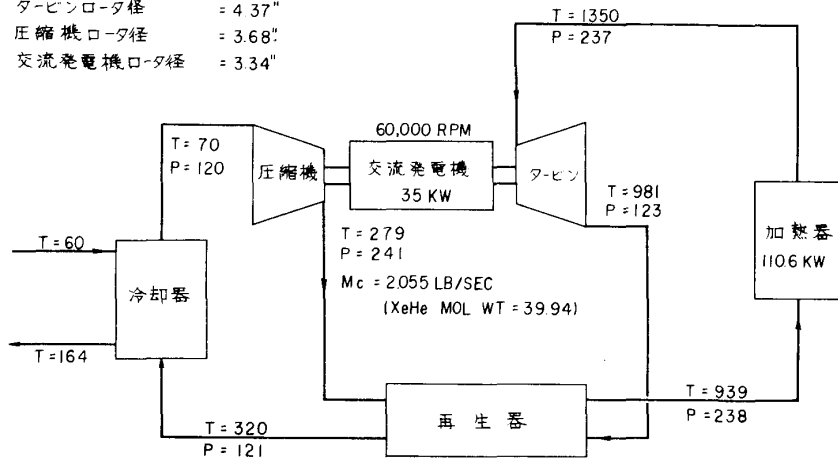 タービンロータ径 = 4.37"
圧縮機ロータ径 = 3.68"
交流発電機ロータ径 = 3.34"
T = 1350
P = 237
60,000 RPM
T = 70
P = 120
圧縮機
交流発電機
35 KW
タービン
T = 981
P = 123
加熱器
110.6 KW
T = 279
P = 241
Mc = 2.055 LB/SEC
(XeHe MOL WT = 39.94)
T = 60
冷却器
T = 164
T = 320
P = 121
再生器
T = 939
P = 238